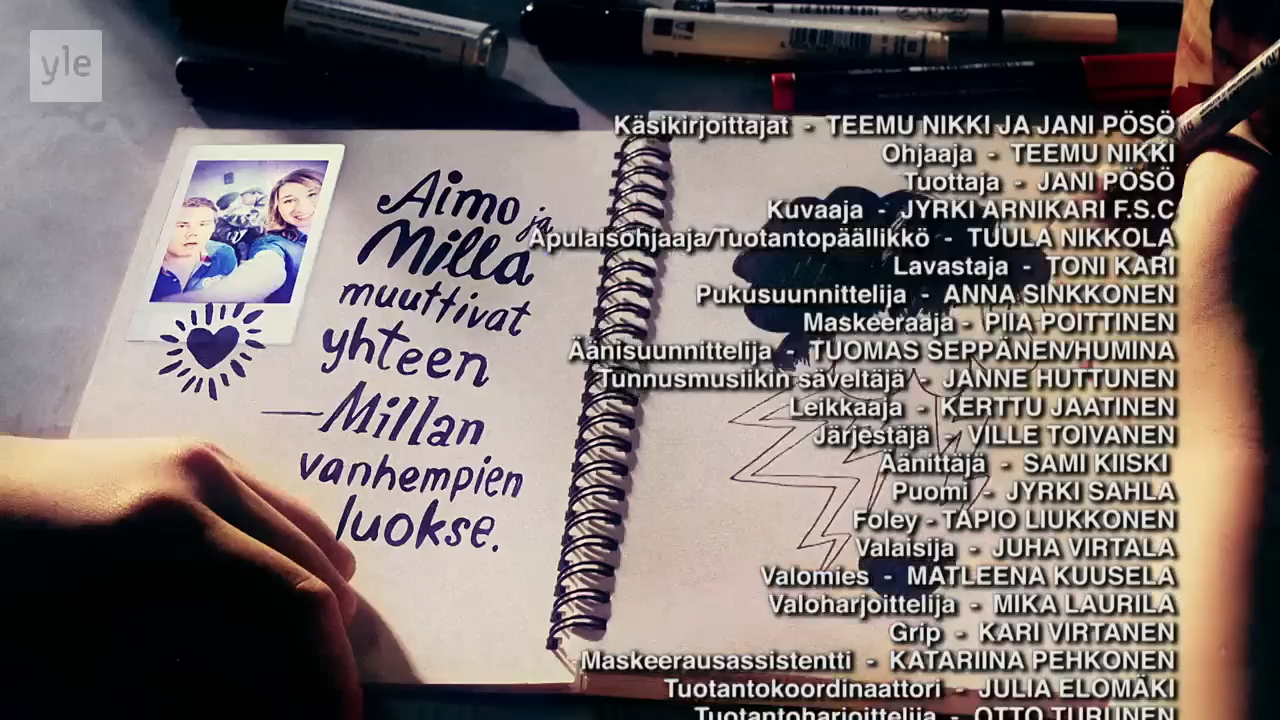 yle
Aimo ja
Milla
muuttivat
yhteen
—Millan
vanhempien
luokse.
Käsikirjoittajat - TEEMU NIKKI JA JANI PÖSÖ
Ohjaaja - TEEMU NIKKI
Tuottaja - JANI PÖSÖ
Kuvaaja - JYRKI ARNIKARI F.S.C
Apulaisohjaaja/Tuotantopäällikkö - TUULA NIKKOLA
Lavastaja - TONI KARI
Pukusuunnittelija - ANNA SINKKONEN
Maskeeraaja - PIIA POITTINEN
Äänisuunnittelija - TUOMAS SEPPÄNEN/HUMINA
Tunnusmusiikin säveltäjä - JANNE HUTTUNEN
Leikkaaja - KERTTU JAATINEN
Järjestäjä - VILLE TOIVANEN
Äänittäjä - SAMI KIISKI
Puomi - JYRKI SAHLA
Foley - TAPIO LIUKKONEN
Valaisija - JUHA VIRTALA
Valomies - MATLEENA KUUSELA
Valoharjoittelija - MIKA LAURILA
Grip - KARI VIRTANEN
Maskeerausassistentti - KATARIINA PEHKONEN
Tuotantokoordinaattori - JULIA ELOMÄKI
Tuotantoharjoittelija - OTTO TURUNEN